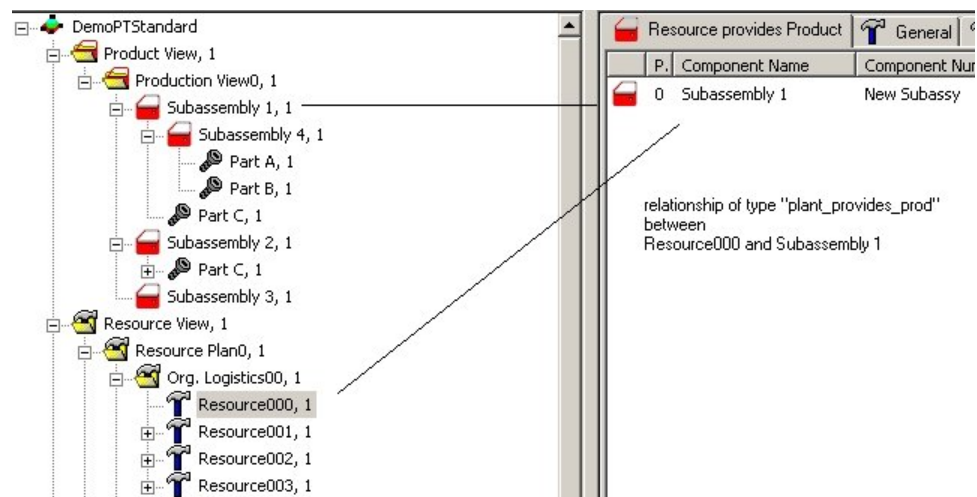 DemoPTStandard
Product View, 1
Production View0, 1
Subassembly 1, 1
Subassembly 4, 1
Part A, 1
Part B, 1
Part C, 1
Subassembly 2, 1
Part C, 1
Subassembly 3, 1
Resource View, 1
Resource Plan0, 1
Org. Logistics00, 1
Resource000, 1
Resource001, 1
Resource002, 1
Resource003, 1
Resource provides Product General
P. Component Name Component Nur
0 Subassembly 1 New Subassy
relationship of type "plant_provides_prod"
between
Resource000 and Subassembly 1